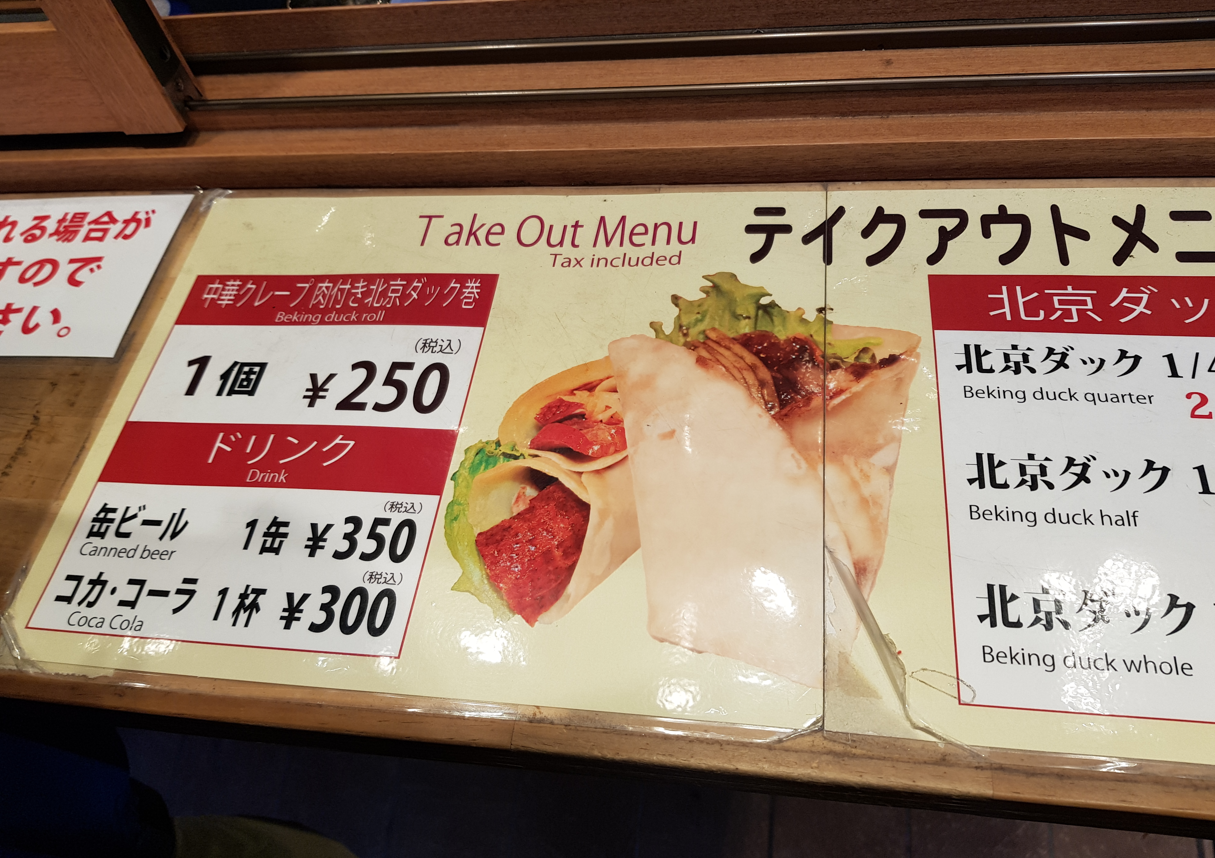 れる場合が
すので
さい。
Take Out Menu
Tax included
テイクアウトメニ
中華クレープ肉付き北京ダック巻
Beking duck roll
(税込)
1個 ¥250
ドリンク
Drink
(税込)
缶ビール 1缶 ¥350
Canned beer
(税込)
コカ・コーラ 1杯 ¥300
Coca Cola
北京ダッ
北京ダック 1/4
Beking duck quarter
2
北京ダック 1
Beking duck half
北京ダック
Beking duck whole